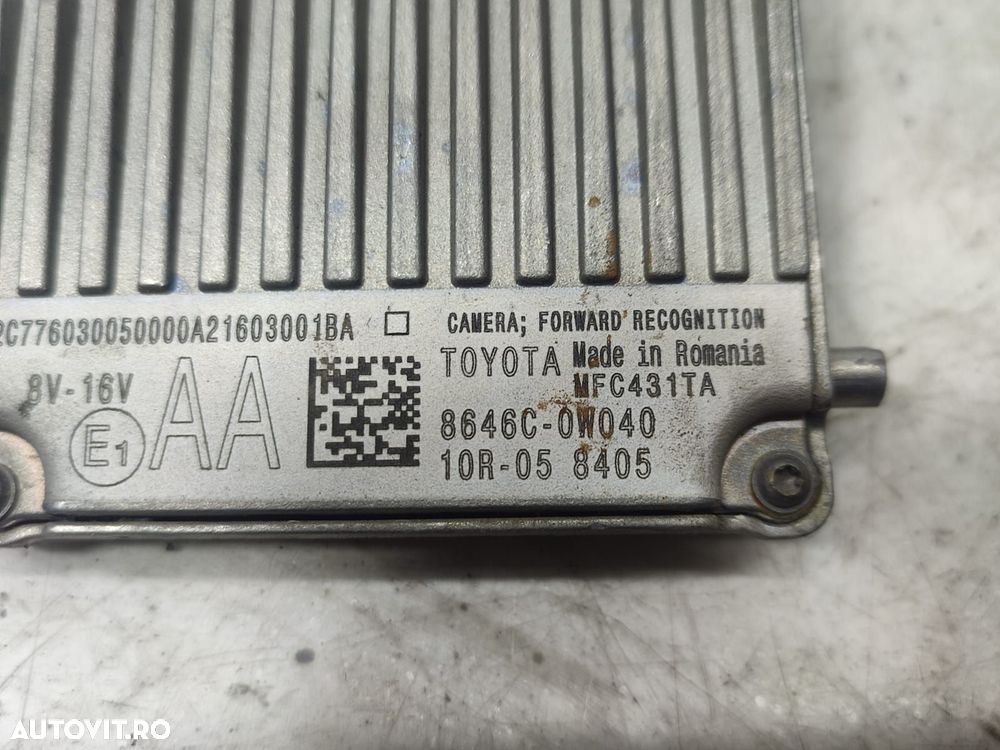 2C776030050000A21603001BA
CAMERA; FORWARD RECOGNITION
8V-16V
AA
E1
TOYOTA Made in Romania
MFC431TA
8646C-0W040
10R-05 8405
AUTOVIT.RO